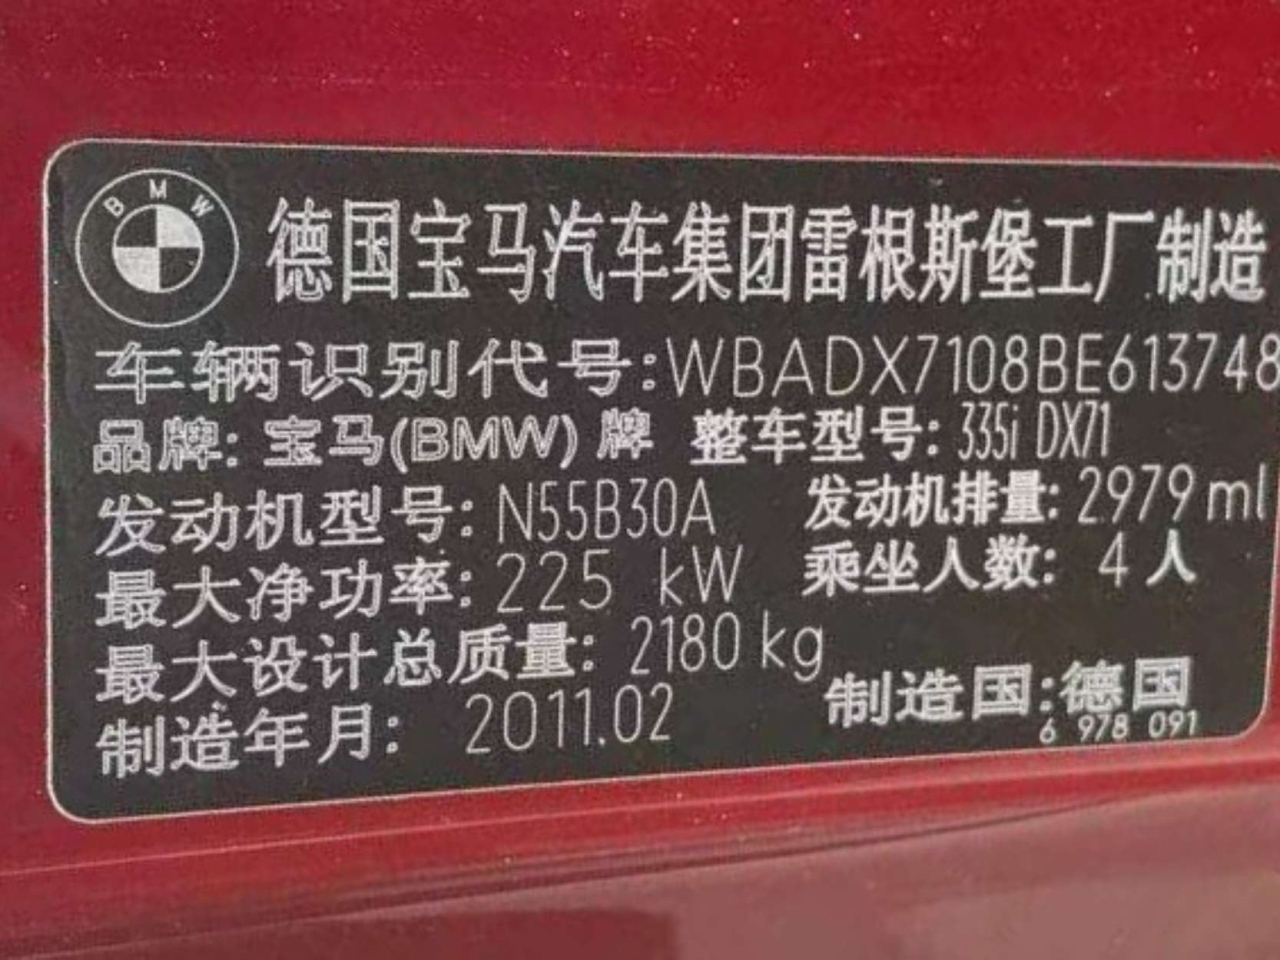 BMW
德国宝马汽车集团雷根斯堡工厂制造
车辆识别代号:WBADX7108BE613748
品牌: 宝马(BMW) 牌 整车型号: 335i DX71
发动机型号: N55B30A 发动机排量: 2979 ml
最大净功率: 225 kW 乘坐人数: 4 人
最大设计总质量: 2180 kg
制造年月: 2011.02 制造国:德国
6 978 091